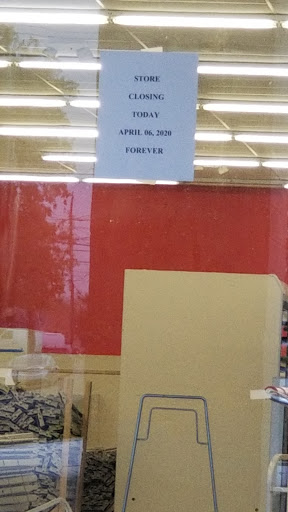 STORE
CLOSING
TODAY
APRIL 06, 2020
FOREVER